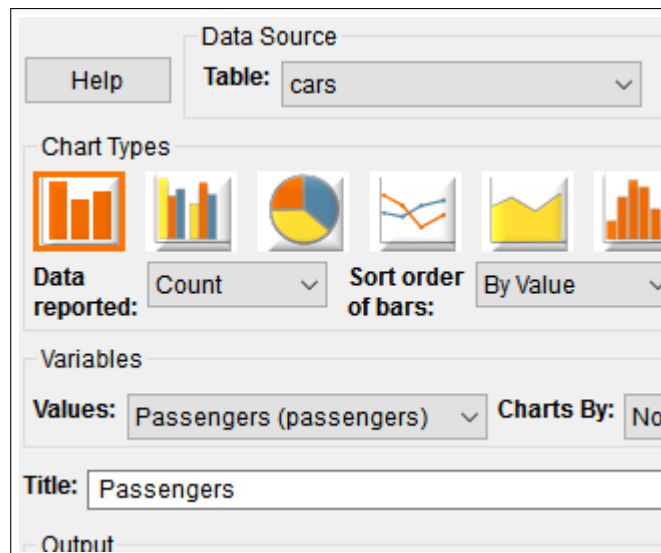 Data Source
Help
Table: cars
Chart Types
Data reported: Count
Sort order of bars: By Value
Variables
Values: Passengers (passengers) Charts By: No
Title: Passengers
Output